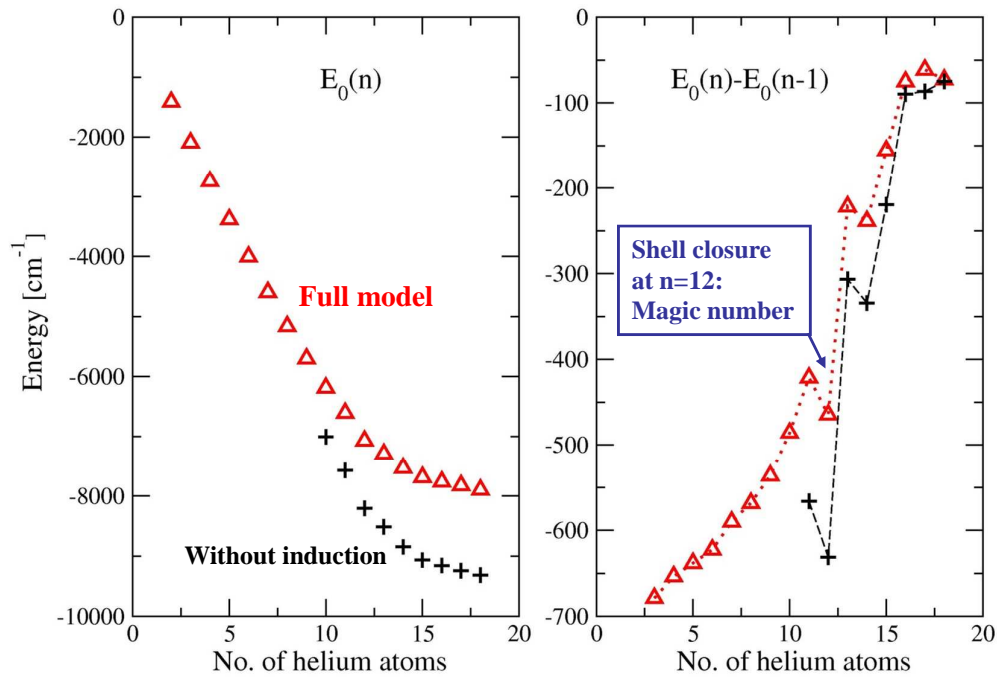 E0(n)
Full model
Without induction
Energy [cm-1]
0
-2000
-4000
-6000
-8000
-10000
0
5
10
15
20
No. of helium atoms
E0(n)-E0(n-1)
Shell closure
at n=12:
Magic number
0
-100
-200
-300
-400
-500
-600
-700
0
5
10
15
20
No. of helium atoms